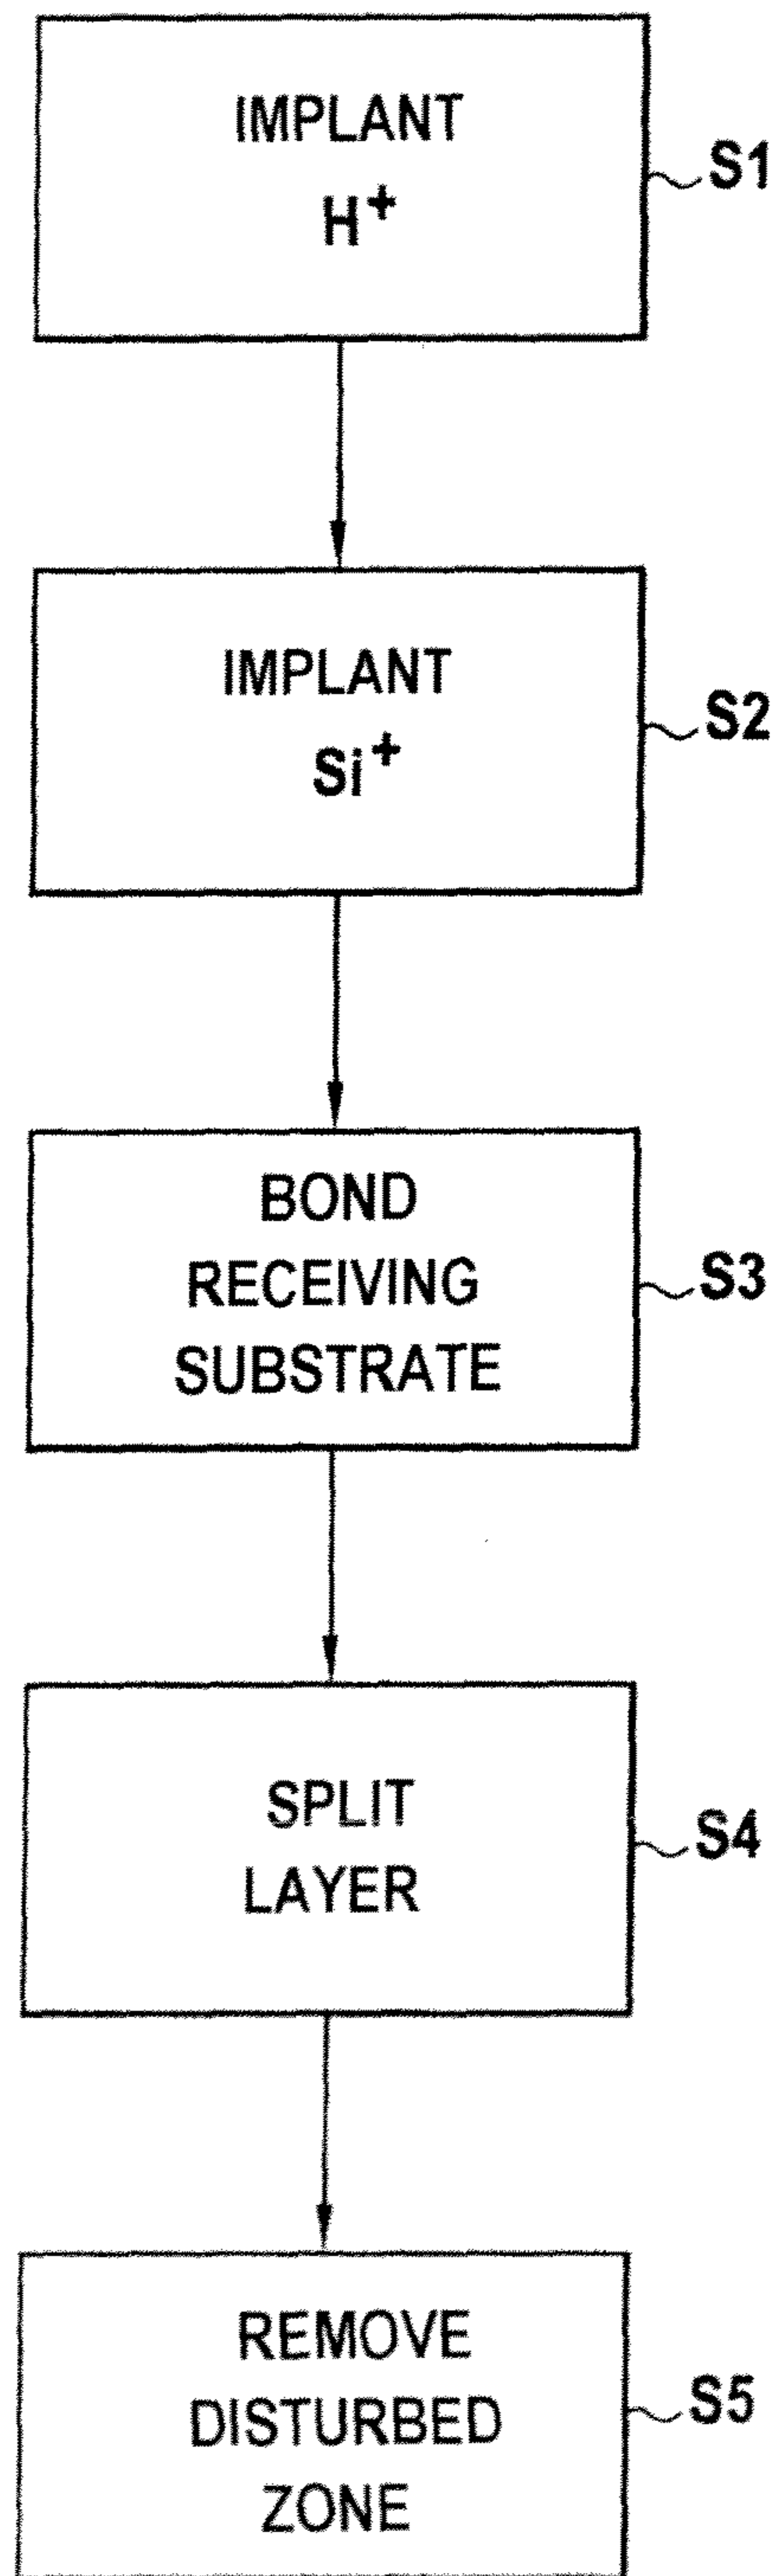 IMPLANT
H⁺
S1
IMPLANT
Si⁺
S2
BOND
RECEIVING
SUBSTRATE
S3
SPLIT
LAYER
S4
REMOVE
DISTURBED
ZONE
S5